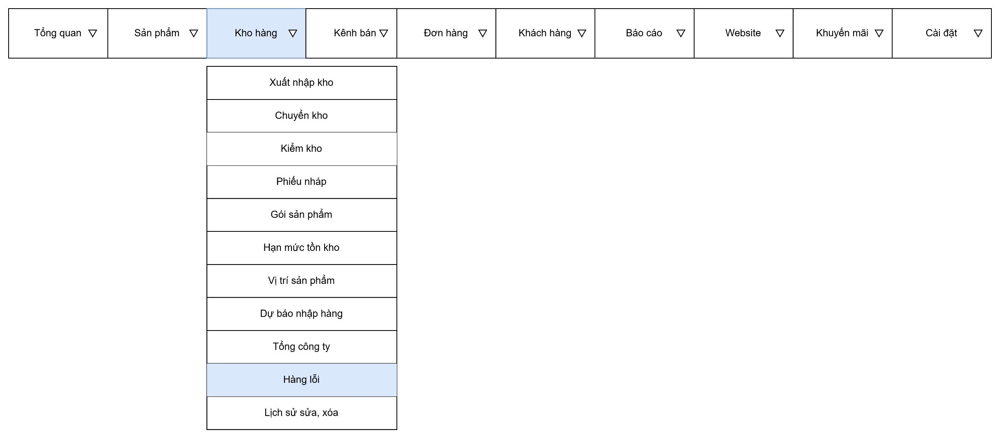 Tổng quan
Sản phẩm
Kho hàng
Kênh bán
Đơn hàng
Khách hàng
Báo cáo
Website
Khuyến mãi
Cài đặt
Xuất nhập kho
Chuyển kho
Kiểm kho
Phiếu nháp
Gói sản phẩm
Hạn mức tồn kho
Vị trí sản phẩm
Dự báo nhập hàng
Tổng công ty
Hàng lỗi
Lịch sử sửa, xóa